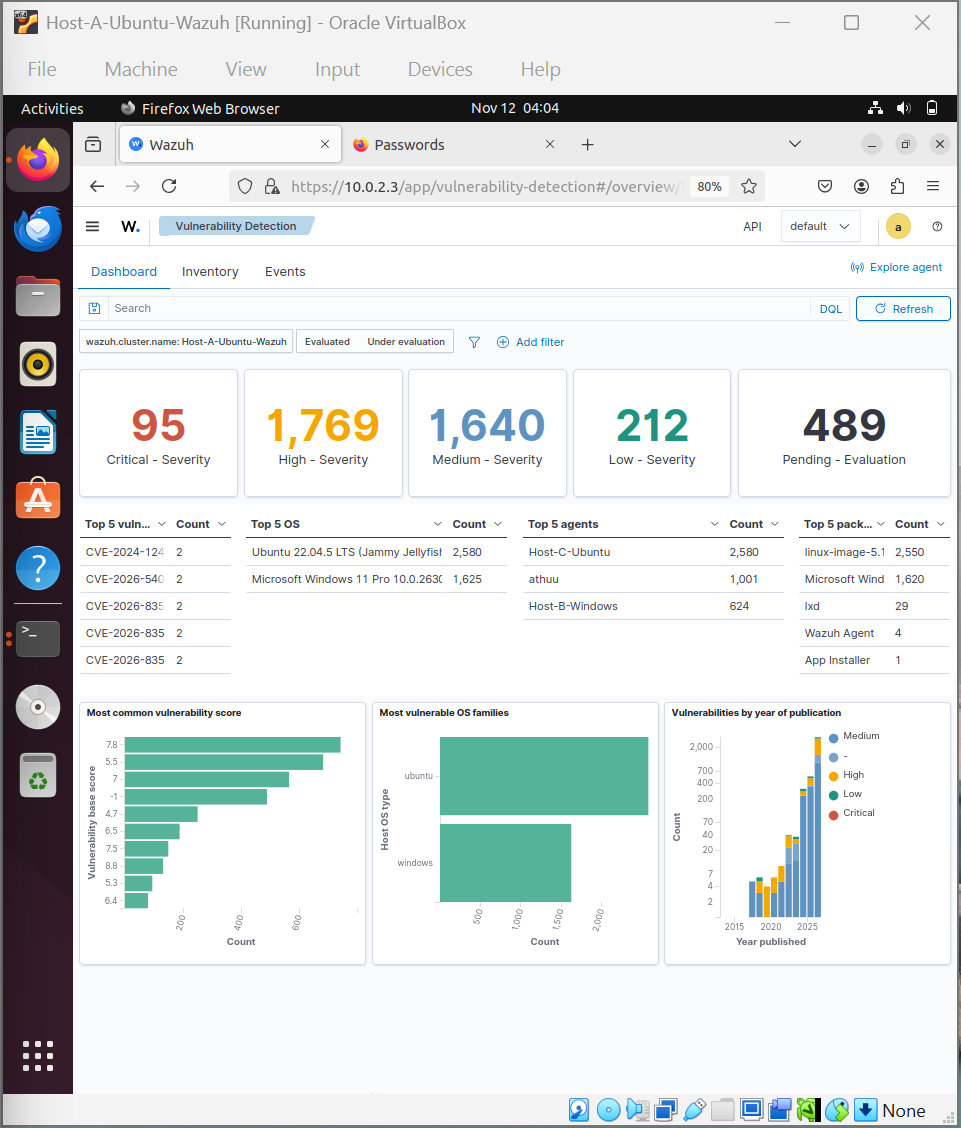 Host-A-Ubuntu-Wazuh [Running] - Oracle VirtualBox
File Machine View Input Devices Help
Activities Firefox Web Browser Nov 12 04:04
Wazuh Passwords
https://10.0.2.3/app/vulnerability-detection#/overview/ 80%
W. Vulnerability Detection API default a
Dashboard Inventory Events Explore agent
Search DQL Refresh
wazuh.cluster.name: Host-A-Ubuntu-Wazuh Evaluated Under evaluation Add filter
95 1,769 1,640 212 489
Critical - Severity High - Severity Medium - Severity Low - Severity Pending - Evaluation
Top 5 vuln... Count Top 5 OS Count Top 5 agents Count Top 5 pack... Count
CVE-2024-124 2 Ubuntu 22.04.5 LTS (Jammy Jellyfish 2,580 Host-C-Ubuntu 2,580 linux-image-5.1 2,550
CVE-2026-540 2 Microsoft Windows 11 Pro 10.0.2630 1,625 athuu 1,001 Microsoft Wind 1,620
CVE-2026-835 2 Host-B-Windows 624 lxd 29
CVE-2026-835 2 Wazuh Agent 4
CVE-2026-835 2 App Installer 1
Most common vulnerability score
Vulnerability base score
7.8
5.5
7
-1
4.7
6.5
7.5
8.8
5.3
6.4
200 400 600
Count
Most vulnerable OS families
Host OS type
ubuntu
windows
500 1,000 1,500 2,000
Count
Vulnerabilities by year of publication
Count
2,000
700
400
200
70
40
20
7
4
2
2015 2020 2025
Year published
Medium
-
High
Low
Critical
None